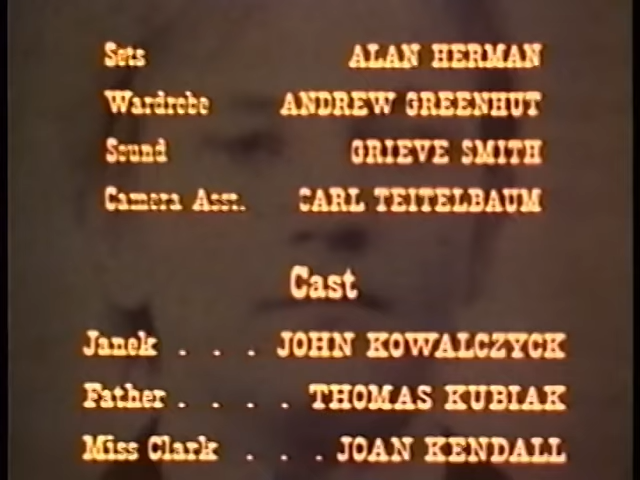 Sets ALAN HERMAN
Wardrobe ANDREW GREENHUT
Sound GRIEVE SMITH
Camera Asst. CARL TEITELBAUM
Cast
Janek . . . JOHN KOWALCZYCK
Father . . . . THOMAS KUBIAK
Miss Clark . . . JOAN KENDALL